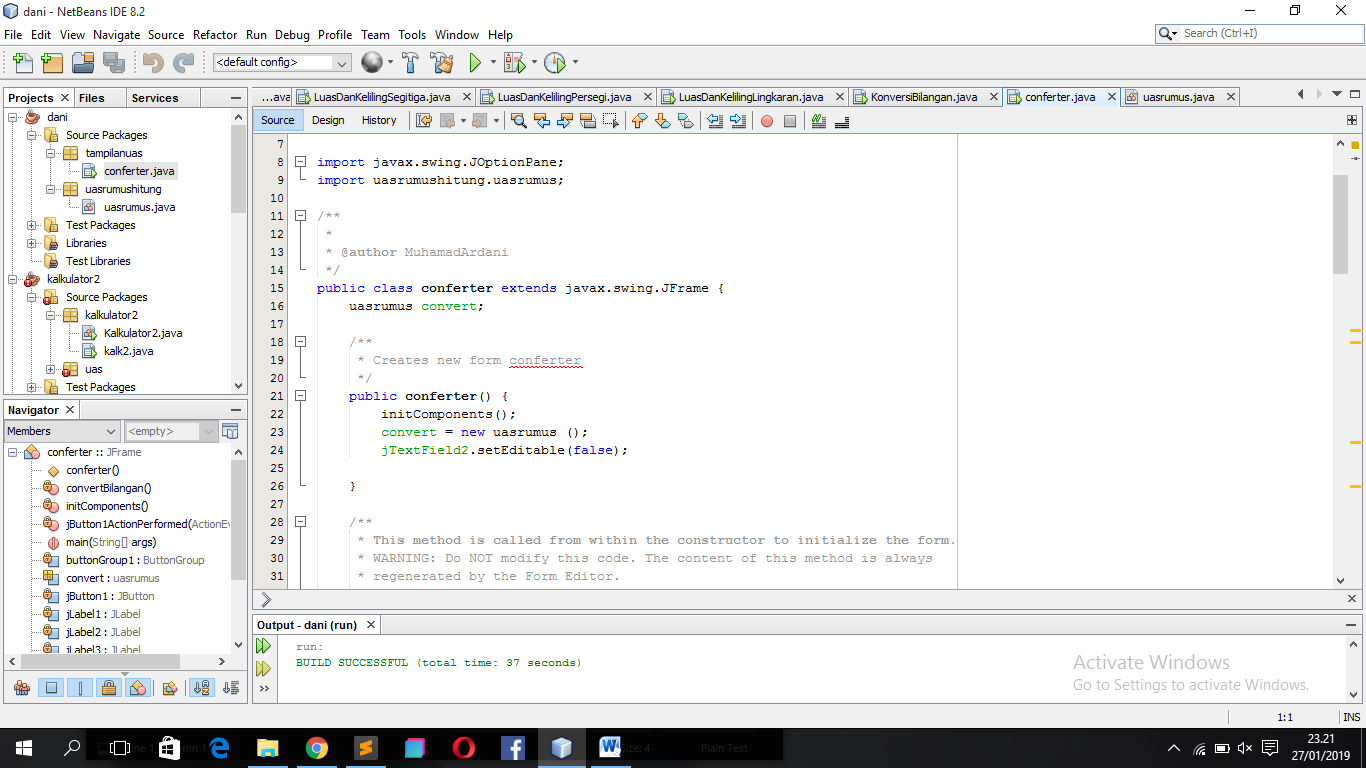 dani - NetBeans IDE 8.2
File Edit View Navigate Source Refactor Run Debug Profile Team Tools Window Help
Search (Ctrl+I)
<default config>
Projects Files Services
dani
Source Packages
tampilanuas
conferter.java
uasrumushitung
uasrumus.java
Test Packages
Libraries
Test Libraries
kalkulator2
Source Packages
kalkulator2
Kalkulator2.java
kalk2.java
uas
Test Packages
Navigator
Members <empty>
conferter :: JFrame
conferter()
convertBilangan()
initComponents()
jButton1ActionPerformed(ActionEv
main(String[] args)
buttonGroup1 : ButtonGroup
convert : uasrumus
jButton1 : JButton
jLabel1 : JLabel
jLabel2 : JLabel
jLabel3 : JLabel
...ava LuasDanKelilingSegitiga.java LuasDanKelilingPersegi.java LuasDanKelilingLingkaran.java KonversiBilangan.java conferter.java uasrumus.java
Source Design History
7
8 import javax.swing.JOptionPane;
9 import uasrumushitung.uasrumus;
10
11 /**
12 *
13 * @author MuhamadArdani
14 */
15 public class conferter extends javax.swing.JFrame {
16 uasrumus convert;
17
18 /**
19 * Creates new form conferter
20 */
21 public conferter() {
22 initComponents();
23 convert = new uasrumus ();
24 jTextField2.setEditable(false);
25
26 }
27
28 /**
29 * This method is called from within the constructor to initialize the form.
30 * WARNING: Do NOT modify this code. The content of this method is always
31 * regenerated by the Form Editor.
Output - dani (run)
run:
BUILD SUCCESSFUL (total time: 37 seconds)
Activate Windows
Go to Settings to activate Windows.
1:1 INS
Size: 4 Plain Text
23.21
27/01/2019